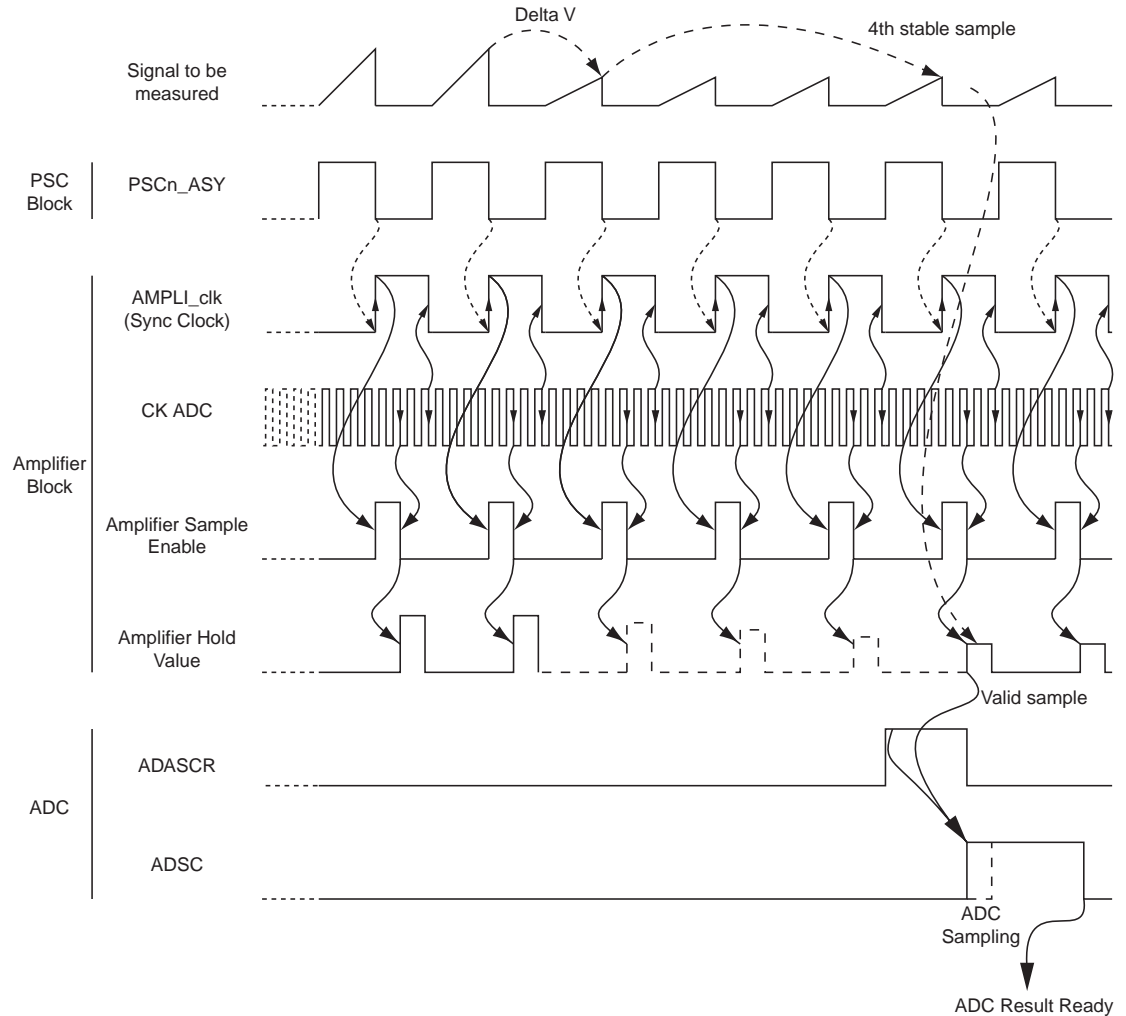 Delta V
4th stable sample
Signal to be
measured
PSC
Block
PSCn_ASY
AMPLI_clk
(Sync Clock)
CK ADC
Amplifier
Block
Amplifier Sample
Enable
Amplifier Hold
Value
Valid sample
ADASCR
ADC
ADSC
ADC
Sampling
ADC Result Ready